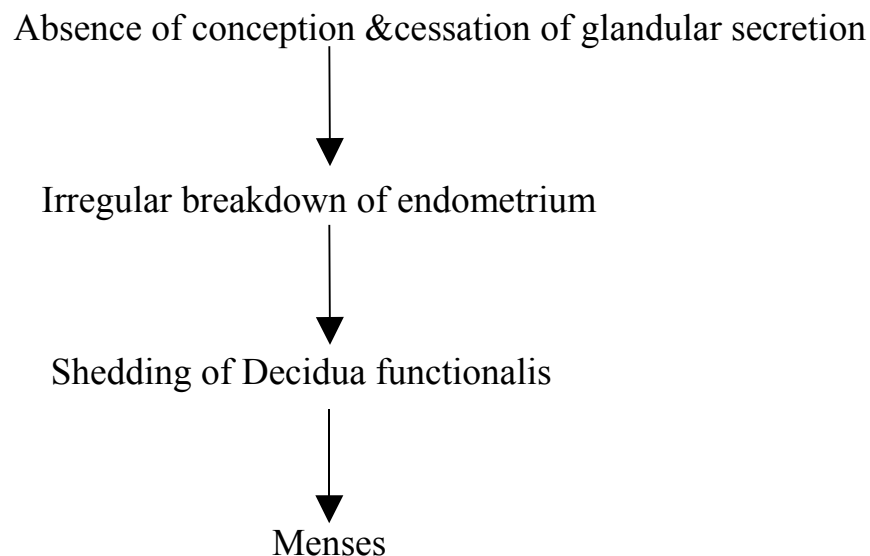 Absence of conception &cessation of glandular secretion
Irregular breakdown of endometrium
Shedding of Decidua functionalis
Menses